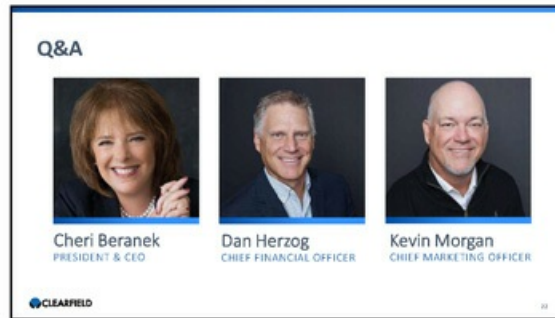 Q&A
Cheri Beranek
PRESIDENT & CEO
Dan Herzog
CHIEF FINANCIAL OFFICER
Kevin Morgan
CHIEF MARKETING OFFICER
CLEARFIELD